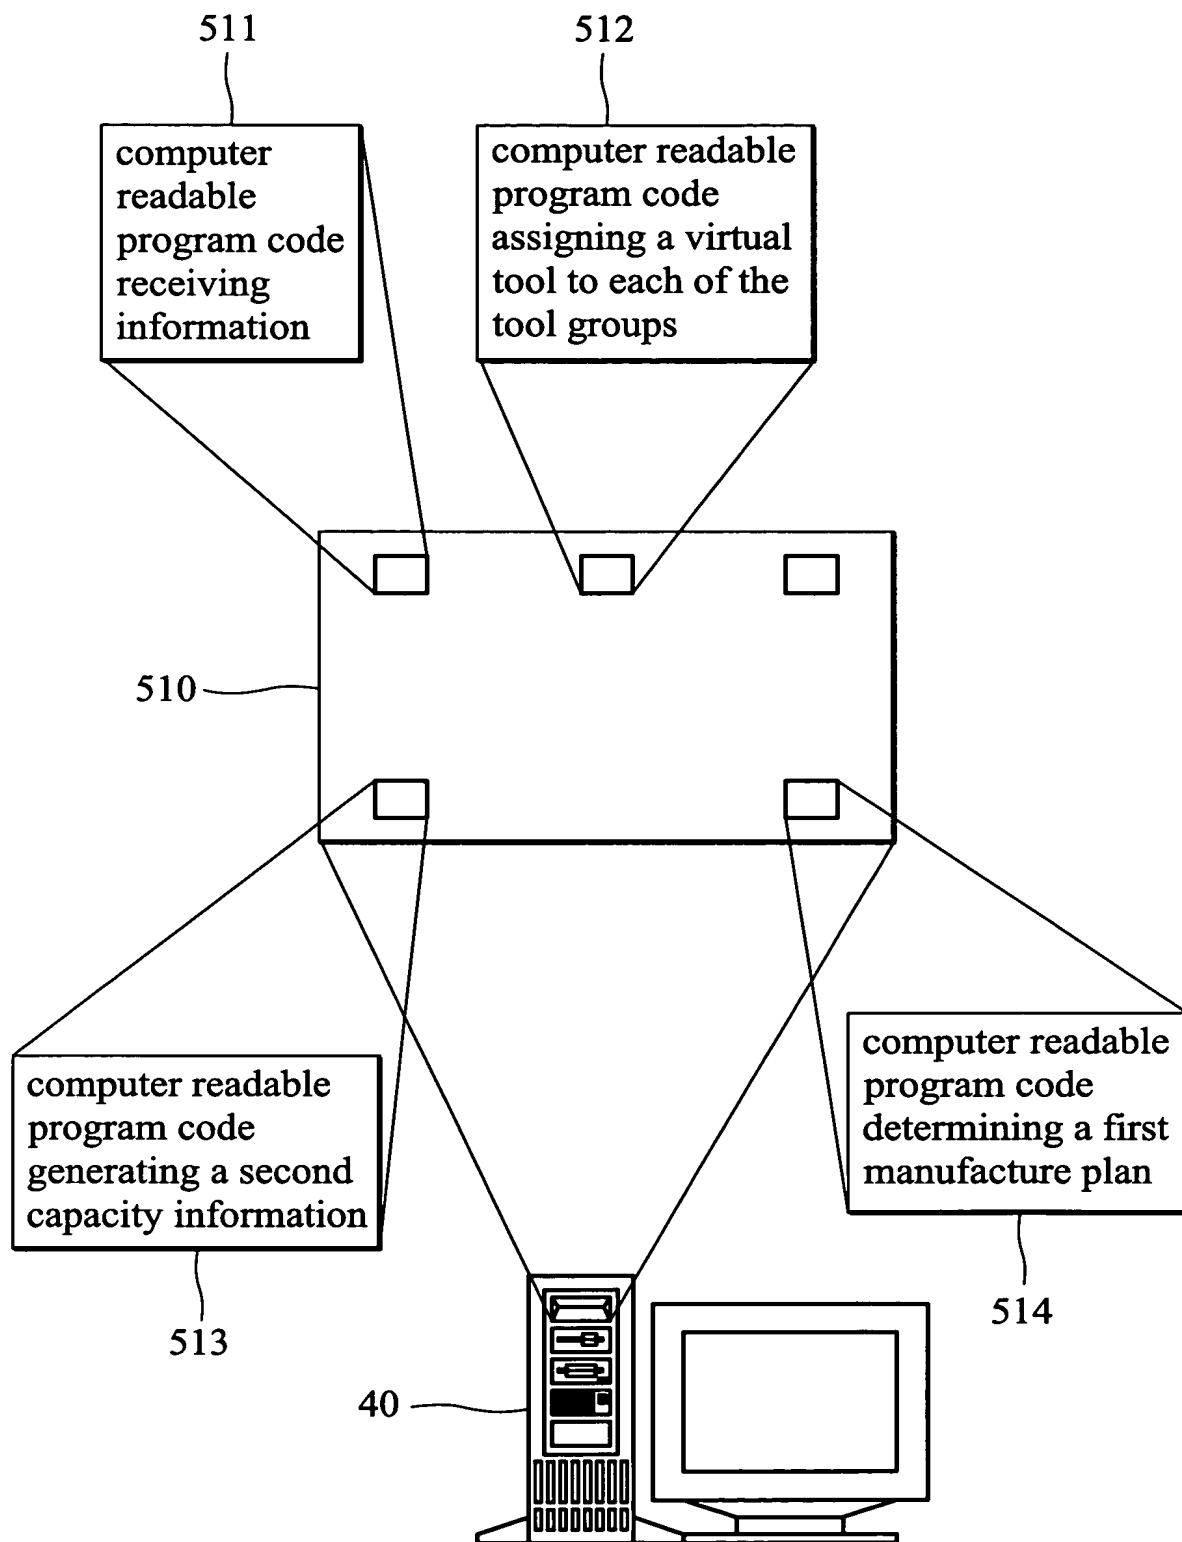 511
512
computer
readable
program code
receiving
information
computer readable
program code
assigning a virtual
tool to each of the
tool groups
510
computer readable
program code
generating a second
capacity information
513
computer readable
program code
determining a first
manufacture plan
514
40